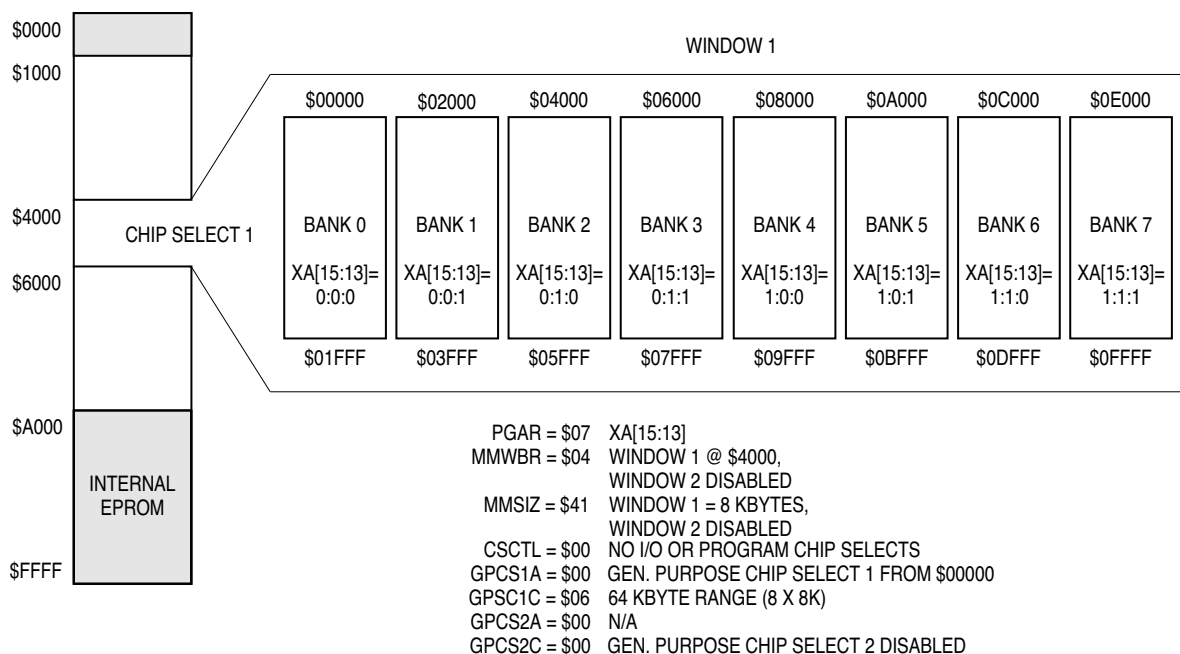 $0000
$1000
$4000
$6000
$A000
$FFFF
CHIP SELECT 1
INTERNAL
EPROM
WINDOW 1
$00000 $02000 $04000 $06000 $08000 $0A000 $0C000 $0E000
BANK 0 BANK 1 BANK 2 BANK 3 BANK 4 BANK 5 BANK 6 BANK 7
XA[15:13]= XA[15:13]= XA[15:13]= XA[15:13]= XA[15:13]= XA[15:13]= XA[15:13]= XA[15:13]=
0:0:0 0:0:1 0:1:0 0:1:1 1:0:0 1:0:1 1:1:0 1:1:1
$01FFF $03FFF $05FFF $07FFF $09FFF $0BFFF $0DFFF $0FFFF
PGAR = $07 XA[15:13]
MMWBR = $04 WINDOW 1 @ $4000,
WINDOW 2 DISABLED
MMSIZ = $41 WINDOW 1 = 8 KBYTES,
WINDOW 2 DISABLED
CSCTL = $00 NO I/O OR PROGRAM CHIP SELECTS
GPCS1A = $00 GEN. PURPOSE CHIP SELECT 1 FROM $00000
GPSC1C = $06 64 KBYTE RANGE (8 X 8K)
GPCS2A = $00 N/A
GPCS2C = $00 GEN. PURPOSE CHIP SELECT 2 DISABLED